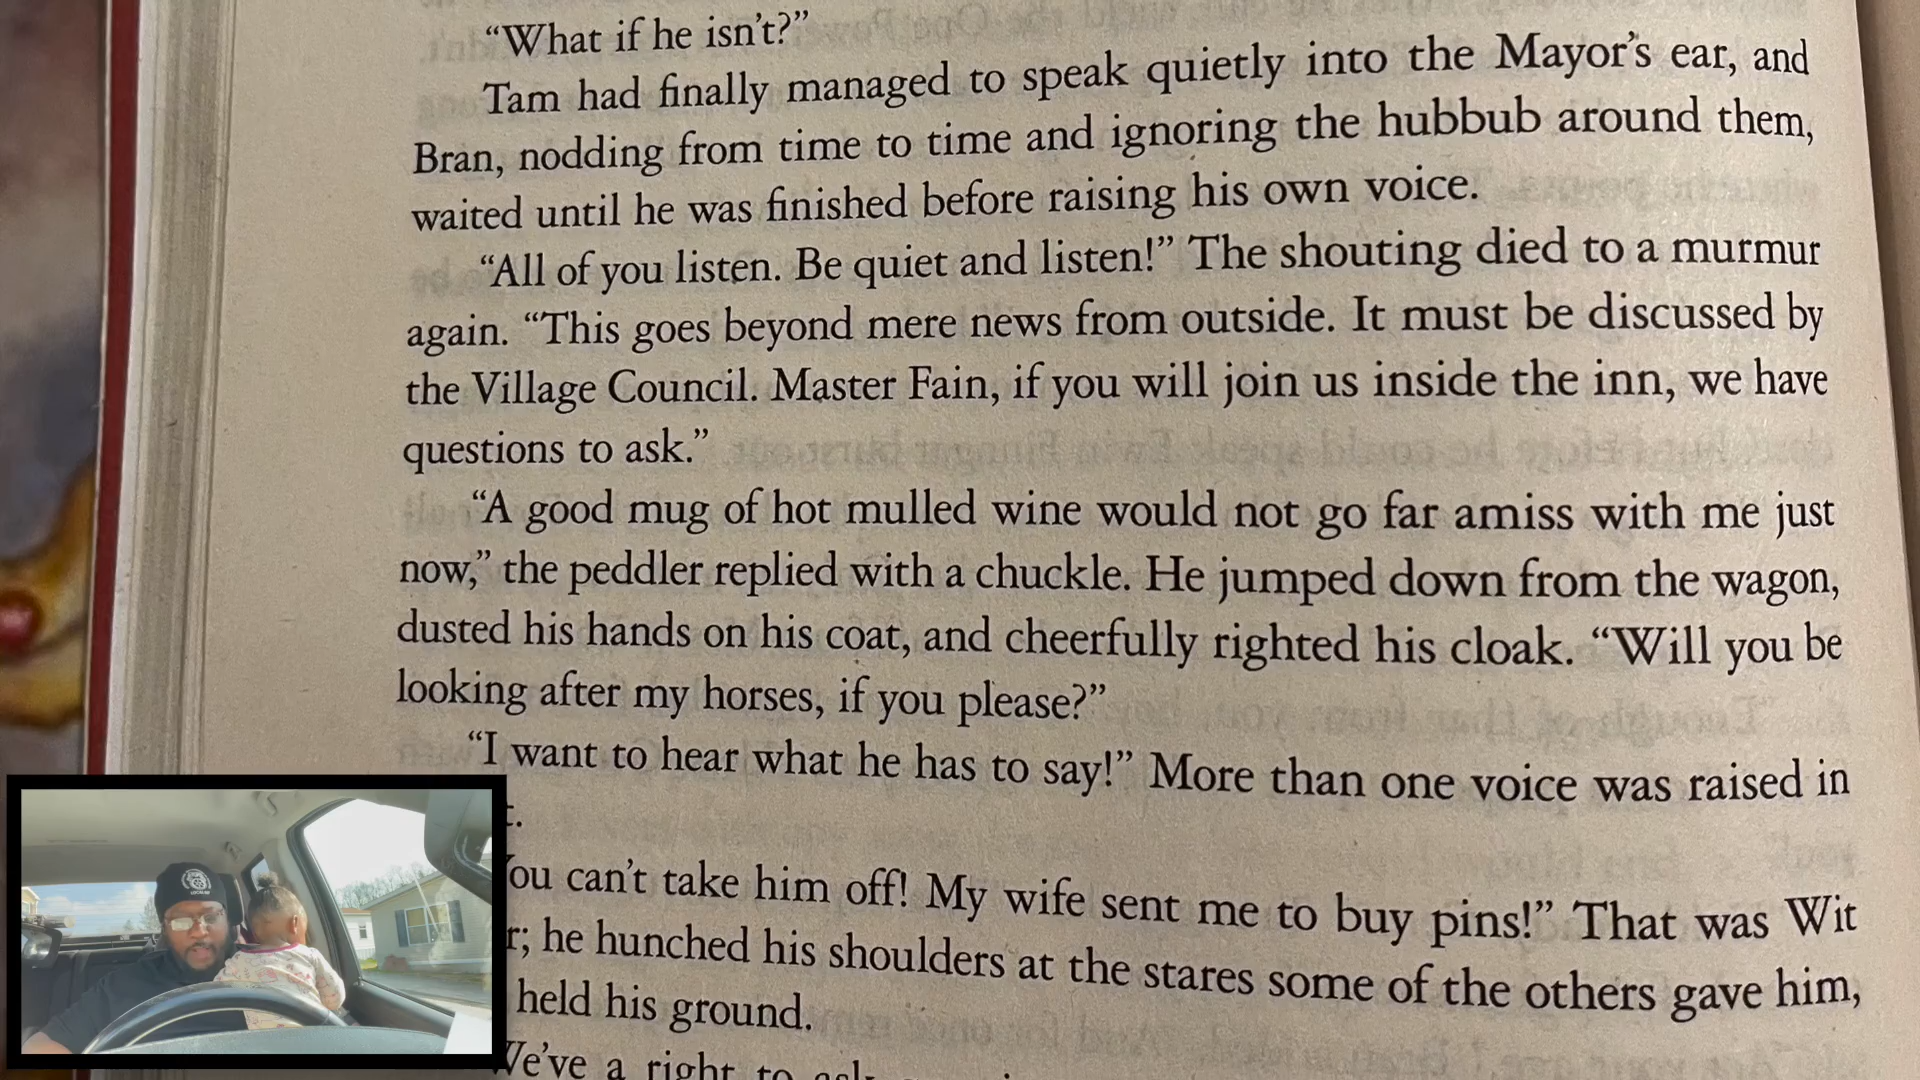 “What if he isn’t?”
Tam had finally managed to speak quietly into the Mayor’s ear, and
Bran, nodding from time to time and ignoring the hubbub around them,
waited until he was finished before raising his own voice.
“All of you listen. Be quiet and listen!” The shouting died to a murmur
again. “This goes beyond mere news from outside. It must be discussed by
the Village Council. Master Fain, if you will join us inside the inn, we have
questions to ask.”
“A good mug of hot mulled wine would not go far amiss with me just
now,” the peddler replied with a chuckle. He jumped down from the wagon,
dusted his hands on his coat, and cheerfully righted his cloak. “Will you be
looking after my horses, if you please?”
“I want to hear what he has to say!” More than one voice was raised in
ou can’t take him off! My wife sent me to buy pins!” That was Wit
r; he hunched his shoulders at the stares some of the others gave him,
held his ground.
We’ve a right to ask